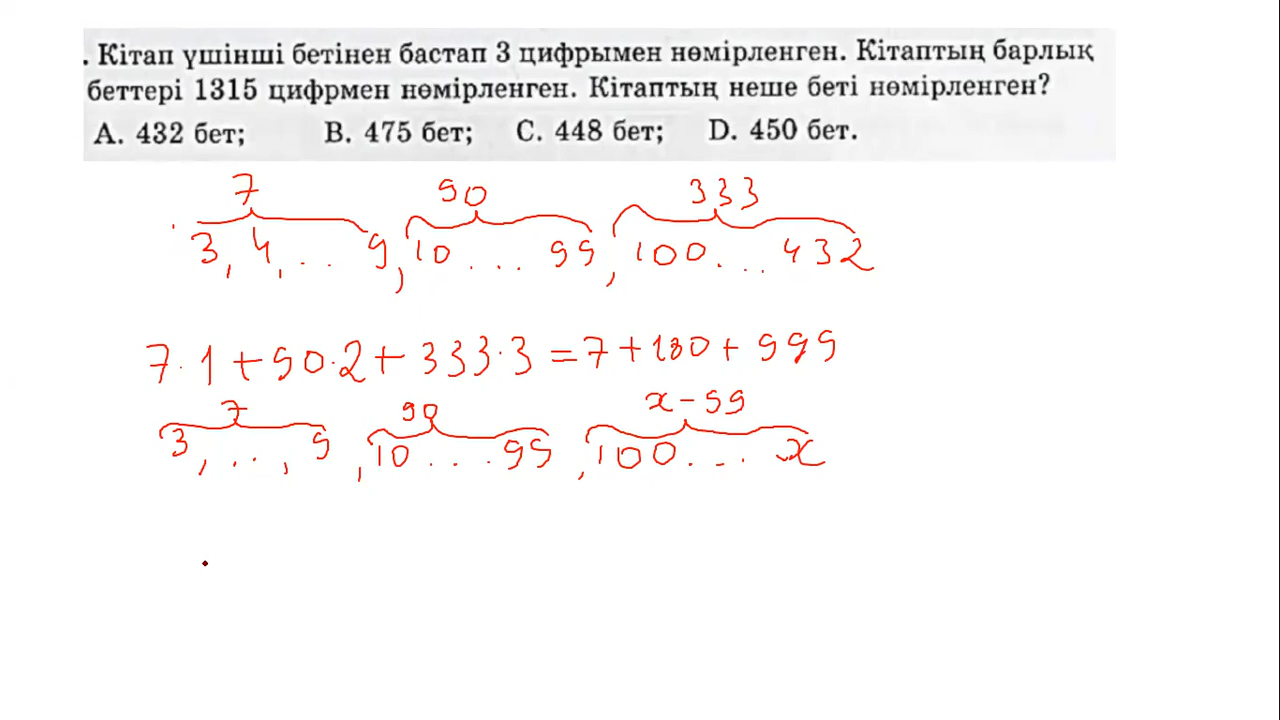 . Кітап үшінші бетінен бастап 3 цифрымен нөмірленген. Кітаптың барлық
беттері 1315 цифрмен нөмірленген. Кітаптың неше беті нөмірленген?
A. 432 бет; B. 475 бет; C. 448 бет; D. 450 бет.
7 90 333
3, 4, ... 9, 10 ... 99, 100 ... 432
7·1+90·2+333·3=7+180+999
7 90 x-99
3, ..., 9, 10 ... 99, 100 ... x